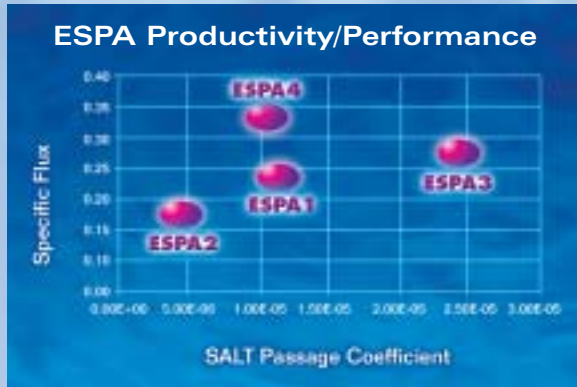 ESPA Productivity/Performance
0.40
ESPA4
0.35
0.30
0.25
ESPA3
0.20
ESPA1
Specific Flux
0.15
ESPA2
0.10
0.00
0.00E+00 5.00E-06 1.00E-05 1.50E-05 2.00E-05 2.50E-05 3.00E-05
SALT Passage Coefficient